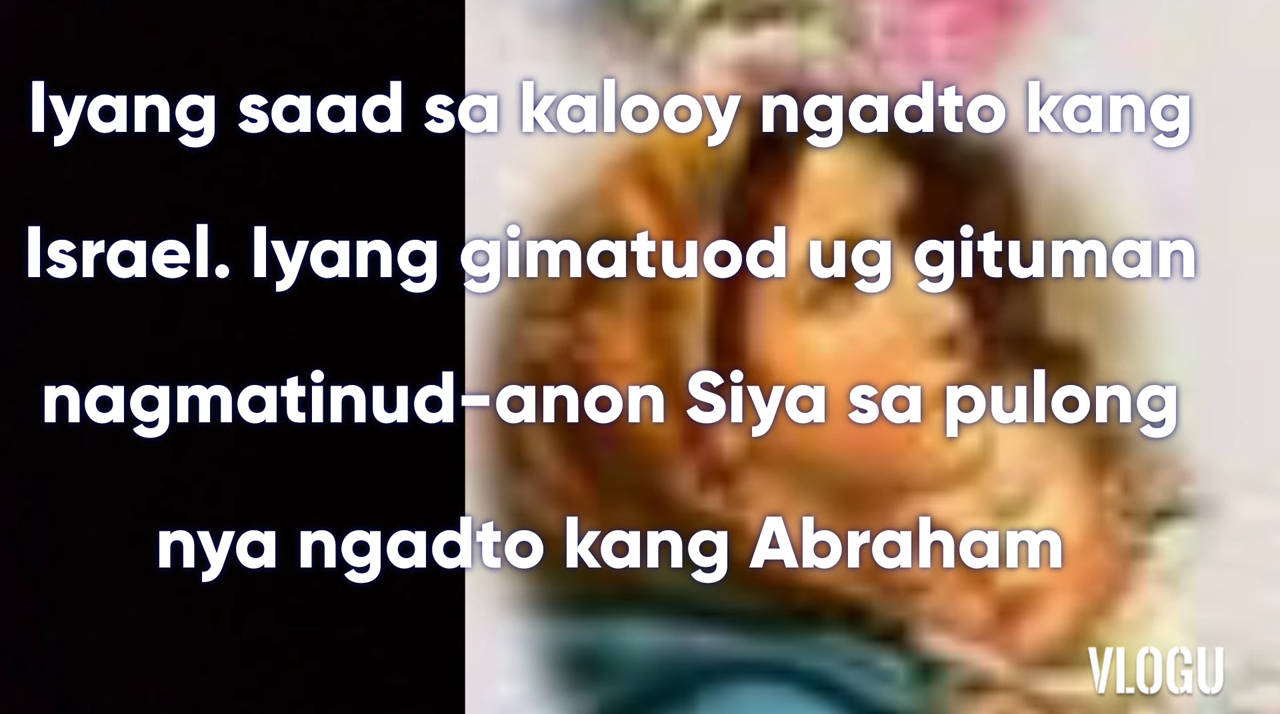 Iyang saad sa kalooy ngadto kang
Israel. Iyang gimatuod ug gituman
nagmatinud-anon Siya sa pulong
nya ngadto kang Abraham
VLOGU